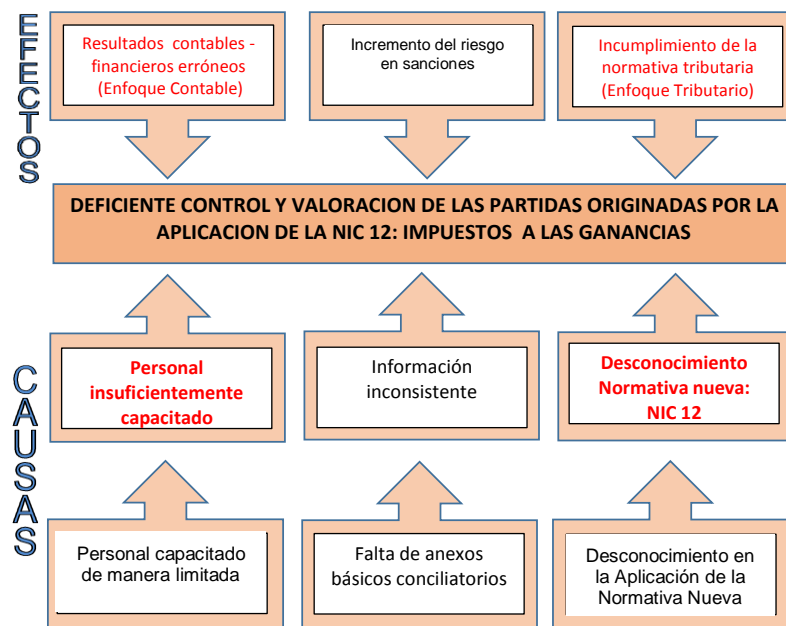 EFECTOS
Resultados contables -
financieros erróneos
(Enfoque Contable)
Incremento del riesgo
en sanciones
Incumplimiento de la
normativa tributaria
(Enfoque Tributario)
DEFICIENTE CONTROL Y VALORACION DE LAS PARTIDAS ORIGINADAS POR LA
APLICACION DE LA NIC 12: IMPUESTOS A LAS GANANCIAS
CAUSAS
Personal
insuficientemente
capacitado
Información
inconsistente
Desconocimiento
Normativa nueva:
NIC 12
Personal capacitado
de manera limitada
Falta de anexos
básicos conciliatorios
Desconocimiento en
la Aplicación de la
Normativa Nueva